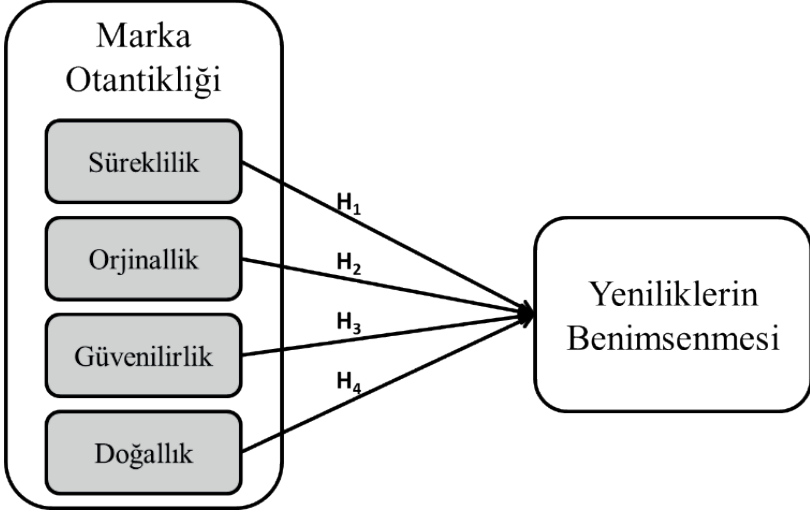 Marka
Otantikliği
Süreklilik
Orjinallik
Güvenilirlik
Doğallık
H₁
H₂
H₃
H₄
Yeniliklerin
Benimsenmesi